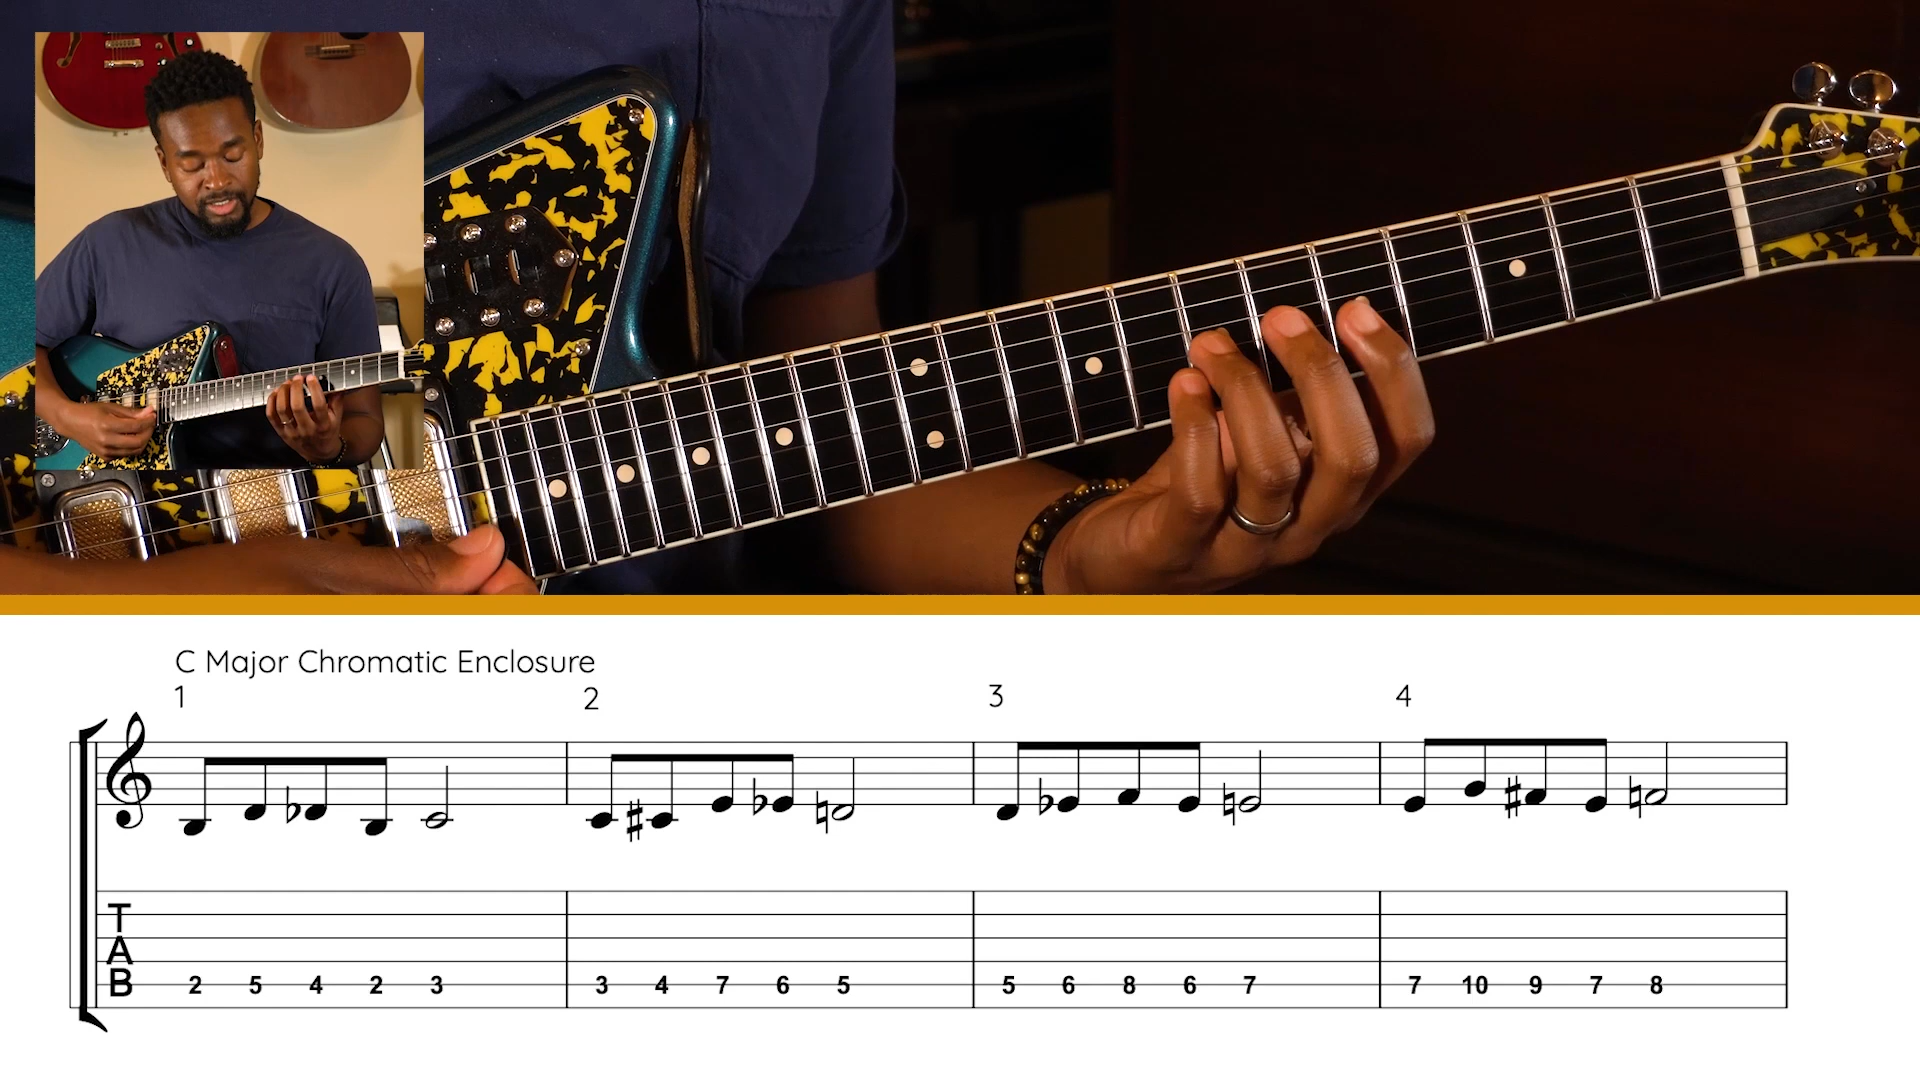 C Major Chromatic Enclosure
1 2 3 4
T
A
B
2 5 4 2 3 3 4 7 6 5 5 6 8 6 7 7 10 9 7 8